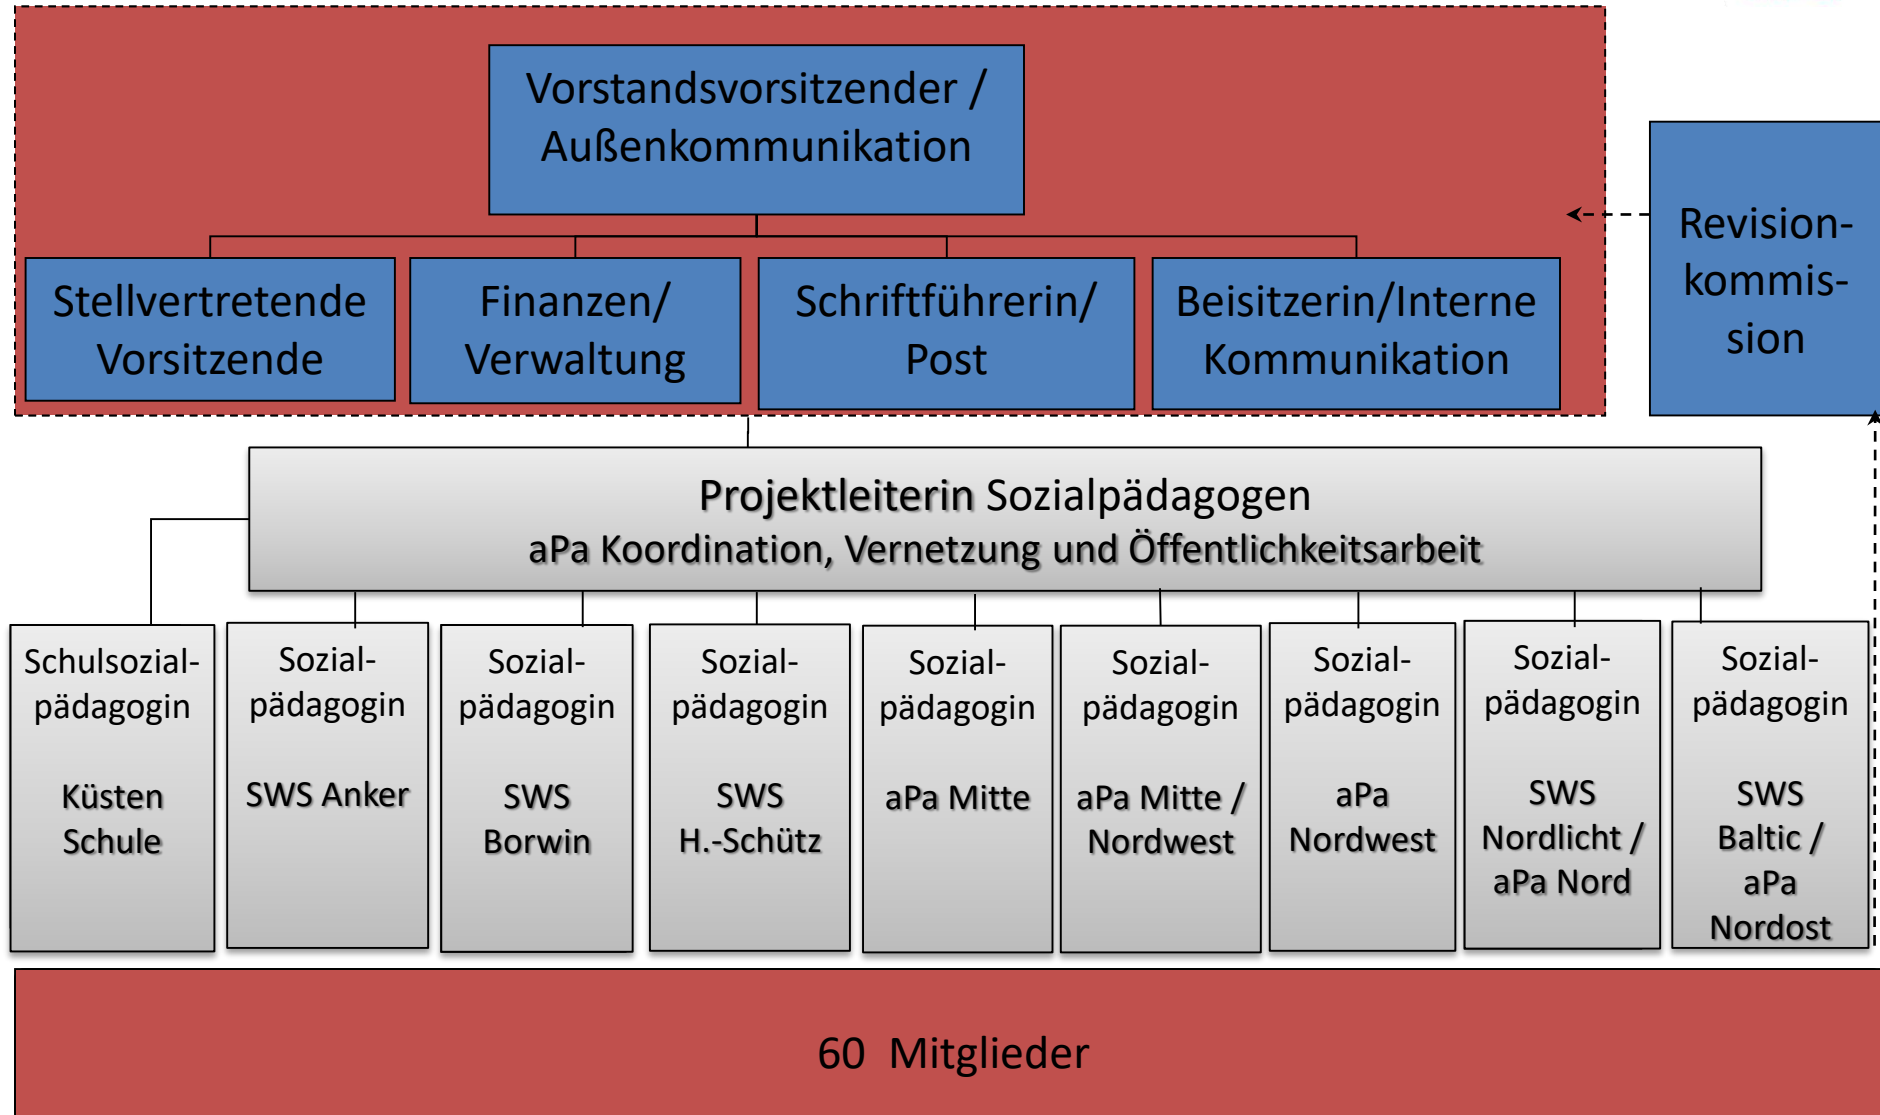 Vorstandsvorsitzender /
Außenkommunikation
Stellvertretende
Vorsitzende
Finanzen/
Verwaltung
Schriftführerin/
Post
Beisitzerin/Interne
Kommunikation
Revision-
kommis-
sion
Projektleiterin Sozialpädagogen
aPa Koordination, Vernetzung und Öffentlichkeitsarbeit
Schulsozial-
pädagogin
Küsten
Schule
Sozial-
pädagogin
SWS Anker
Sozial-
pädagogin
SWS
Borwin
Sozial-
pädagogin
SWS
H.-Schütz
Sozial-
pädagogin
aPa Mitte
Sozial-
pädagogin
aPa Mitte /
Nordwest
Sozial-
pädagogin
aPa
Nordwest
Sozial-
pädagogin
SWS
Nordlicht /
aPa Nord
Sozial-
pädagogin
SWS
Baltic /
aPa
Nordost
60 Mitglieder